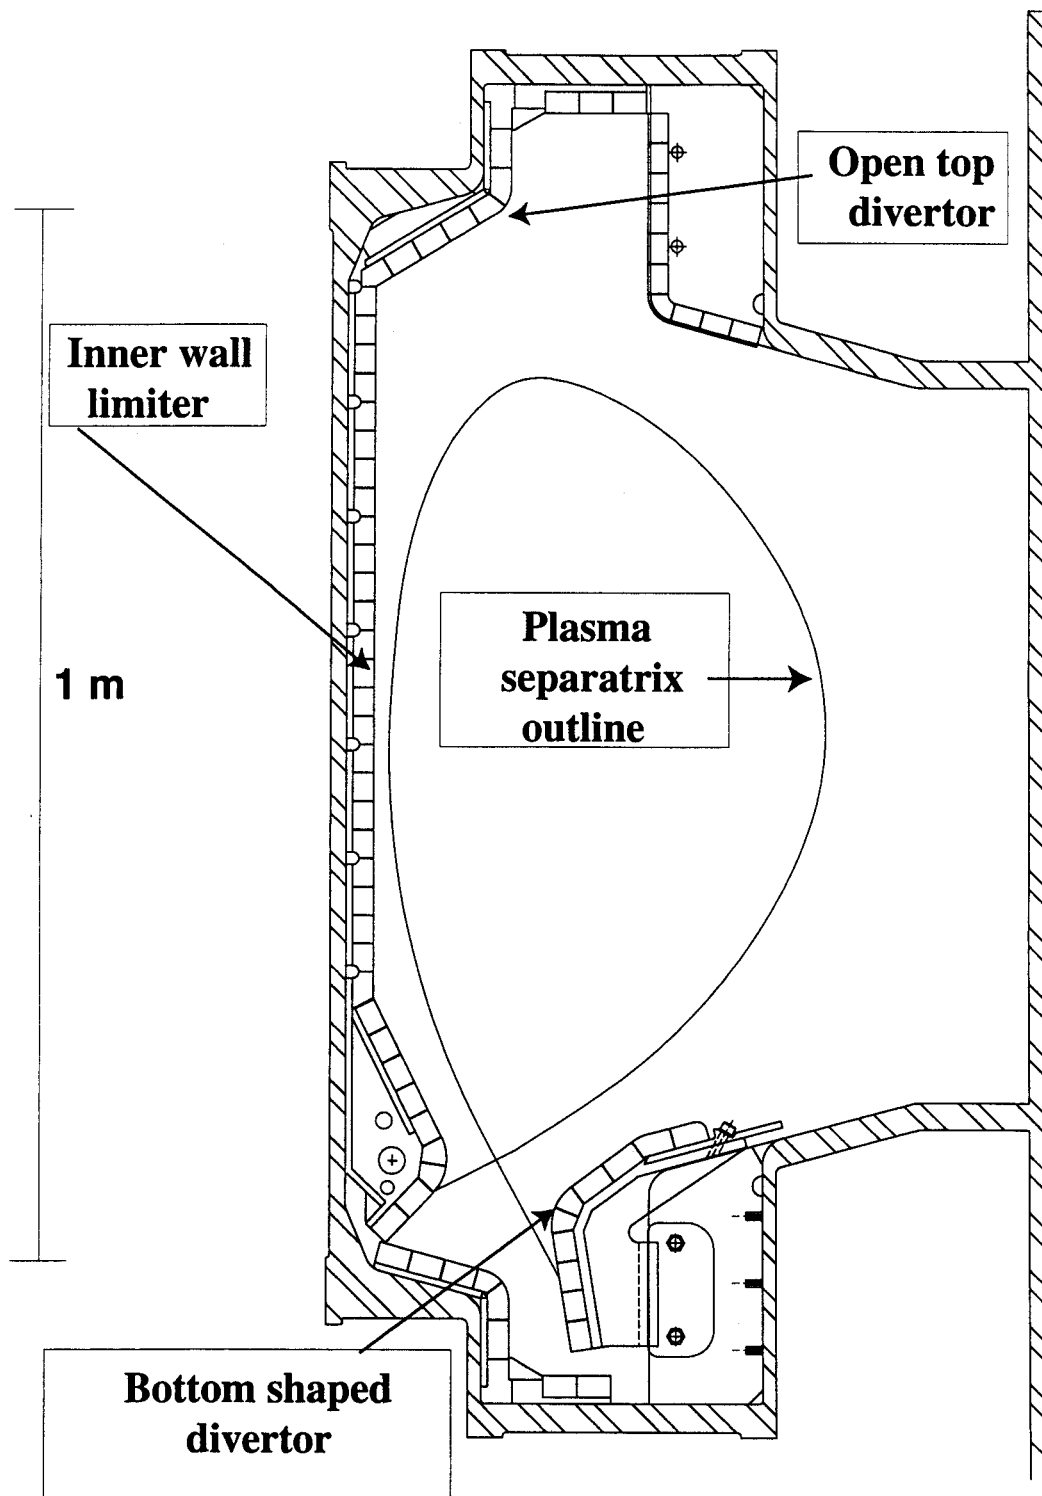 Open top
divertor
Inner wall
limiter
Plasma
separatrix
outline
1 m
Bottom shaped
divertor